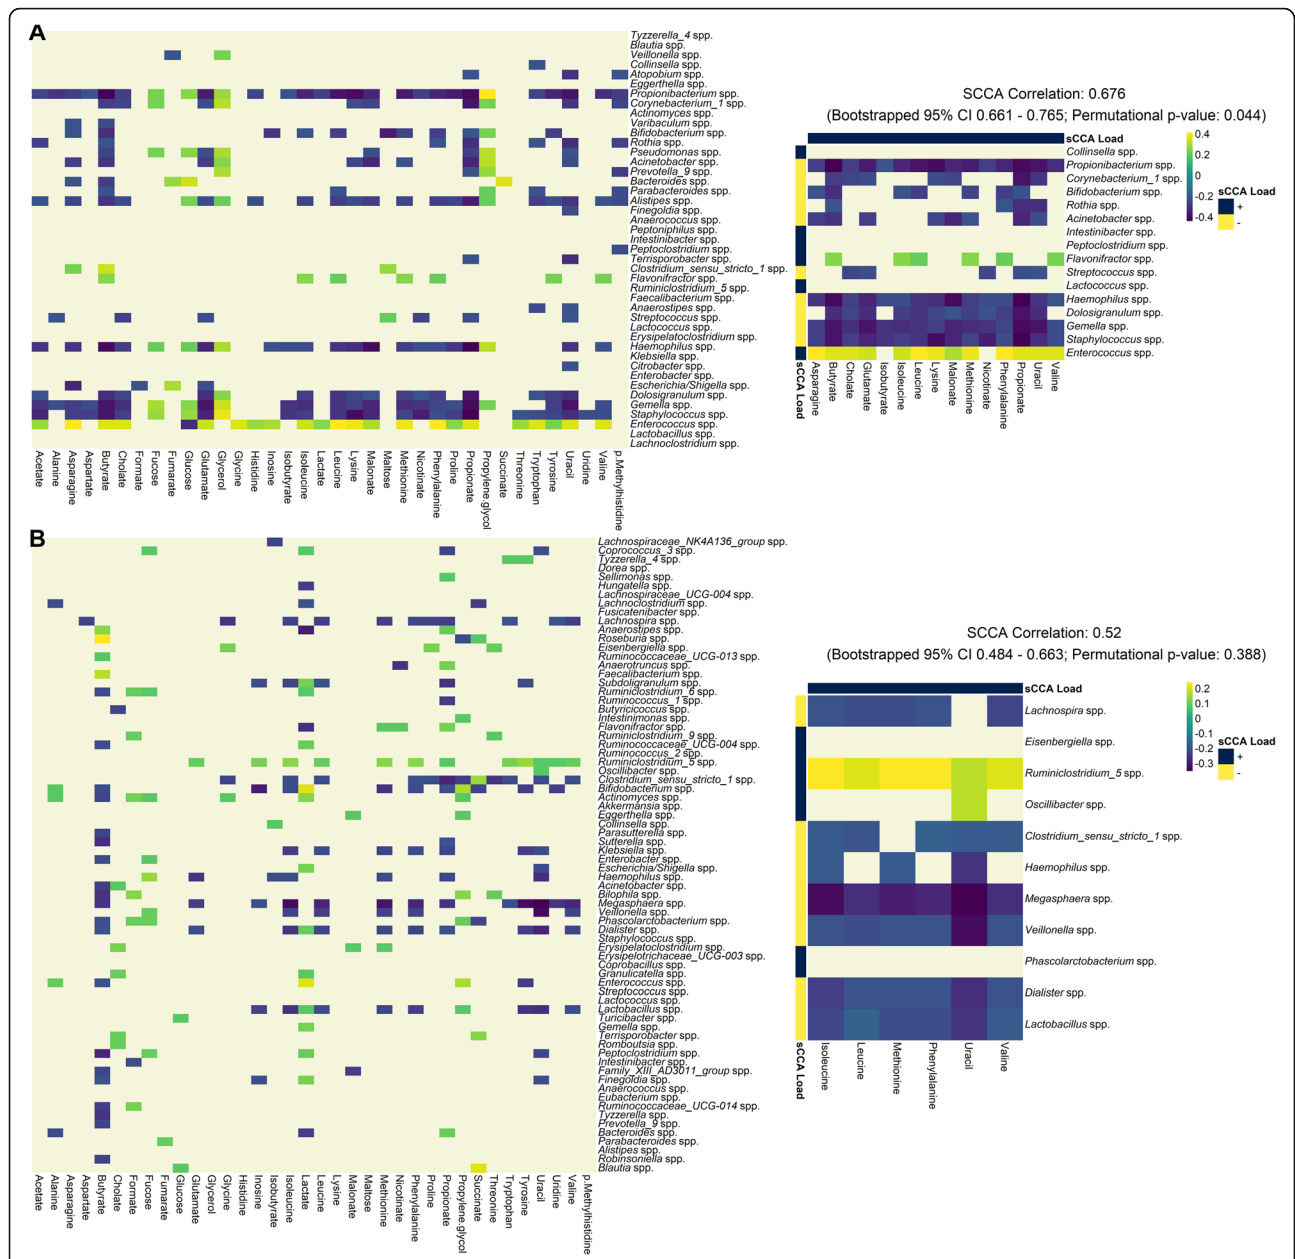 A
Tyzzerella_4 spp.
Blautia spp.
Veillonella spp.
Collinsella spp.
Atopobium spp.
Eggerthella spp.
Propionibacterium spp.
Corynebacterium_1 spp.
Actinomyces spp.
Varibaculum spp.
Bifidobacterium spp.
Rothia spp.
Pseudomonas spp.
Acinetobacter spp.
Prevotella_9 spp.
Bacteroides spp.
Parabacteroides spp.
Alistipes spp.
Finegoldia spp.
Anaerococcus spp.
Peptoniphilus spp.
Intestinibacter spp.
Peptoclostridium spp.
Terrisporobacter spp.
Clostridium_sensu_stricto_1 spp.
Flavonifractor spp.
Ruminiclostridium_5 spp.
Faecalibacterium spp.
Anaerostipes spp.
Streptococcus spp.
Lactococcus spp.
Erysipelatoclostridium spp.
Haemophilus spp.
Klebsiella spp.
Citrobacter spp.
Enterobacter spp.
Escherichia/Shigella spp.
Dolosigranulum spp.
Gemella spp.
Staphylococcus spp.
Enterococcus spp.
Lactobacillus spp.
Lachnoclostridium spp.
Acetate
Alanine
Asparagine
Aspartate
Butyrate
Cholate
Formate
Fucose
Fumarate
Glucose
Glutamate
Glycerol
Glycine
Histidine
Inosine
Isobutyrate
Isoleucine
Lactate
Leucine
Lysine
Malonate
Maltose
Methionine
Nicotinate
Phenylalanine
Proline
Propionate
Propylene.glycol
Succinate
Threonine
Tryptophan
Tyrosine
Uracil
Uridine
Valine
p.Methylhistidine
SCCA Correlation: 0.676
(Bootstrapped 95% CI 0.661 - 0.765; Permutational p-value: 0.044)
sCCA Load
Collinsella spp.
Propionibacterium spp.
Corynebacterium_1 spp.
Bifidobacterium spp.
Rothia spp.
Acinetobacter spp.
Intestinibacter spp.
Peptoclostridium spp.
Flavonifractor spp.
Streptococcus spp.
Lactococcus spp.
Haemophilus spp.
Dolosigranulum spp.
Gemella spp.
Staphylococcus spp.
Enterococcus spp.
sCCA Load
Asparagine
Butyrate
Cholate
Glutamate
Isobutyrate
Isoleucine
Leucine
Lysine
Malonate
Methionine
Nicotinate
Phenylalanine
Propionate
Uracil
Valine
0.4
0.2
0
-0.2
-0.4
sCCA Load
+
-
B
Lachnospiraceae_NK4A136_group spp.
Coprococcus_3 spp.
Tyzzerella_4 spp.
Dorea spp.
Sellimonas spp.
Hungatella spp.
Lachnospiraceae_UCG-004 spp.
Lachnoclostridium spp.
Fusicatenibacter spp.
Lachnospira spp.
Anaerostipes spp.
Roseburia spp.
Eisenbergiella spp.
Ruminococcaceae_UCG-013 spp.
Anaerotruncus spp.
Faecalibacterium spp.
Subdoligranulum spp.
Ruminiclostridium_6 spp.
Ruminococcus_1 spp.
Butyricicoccus spp.
Intestinimonas spp.
Flavonifractor spp.
Ruminiclostridium_9 spp.
Ruminococcaceae_UCG-004 spp.
Ruminococcus_2 spp.
Ruminiclostridium_5 spp.
Oscillibacter spp.
Clostridium_sensu_stricto_1 spp.
Bifidobacterium spp.
Actinomyces spp.
Akkermansia spp.
Eggerthella spp.
Collinsella spp.
Parasutterella spp.
Sutterella spp.
Klebsiella spp.
Enterobacter spp.
Escherichia/Shigella spp.
Haemophilus spp.
Acinetobacter spp.
Bilophila spp.
Megasphaera spp.
Veillonella spp.
Phascolarctobacterium spp.
Dialister spp.
Staphylococcus spp.
Erysipelatoclostridium spp.
Erysipelotrichaceae_UCG-003 spp.
Coprobacillus spp.
Granulicatella spp.
Enterococcus spp.
Streptococcus spp.
Lactococcus spp.
Lactobacillus spp.
Turicibacter spp.
Gemella spp.
Terrisporobacter spp.
Romboutsia spp.
Peptoclostridium spp.
Intestinibacter spp.
Family_XIII_AD3011_group spp.
Finegoldia spp.
Anaerococcus spp.
Eubacterium spp.
Ruminococcaceae_UCG-014 spp.
Tyzzerella spp.
Prevotella_9 spp.
Bacteroides spp.
Parabacteroides spp.
Alistipes spp.
Robinsoniella spp.
Blautia spp.
Acetate
Alanine
Asparagine
Aspartate
Butyrate
Cholate
Formate
Fucose
Fumarate
Glucose
Glutamate
Glycerol
Glycine
Histidine
Inosine
Isobutyrate
Isoleucine
Lactate
Leucine
Lysine
Malonate
Maltose
Methionine
Nicotinate
Phenylalanine
Proline
Propionate
Propylene.glycol
Succinate
Threonine
Tryptophan
Tyrosine
Uracil
Uridine
Valine
p.Methylhistidine
SCCA Correlation: 0.52
(Bootstrapped 95% CI 0.484 - 0.663; Permutational p-value: 0.388)
sCCA Load
Lachnospira spp.
Eisenbergiella spp.
Ruminiclostridium_5 spp.
Oscillibacter spp.
Clostridium_sensu_stricto_1 spp.
Haemophilus spp.
Megasphaera spp.
Veillonella spp.
Phascolarctobacterium spp.
Dialister spp.
Lactobacillus spp.
sCCA Load
Isoleucine
Leucine
Methionine
Phenylalanine
Uracil
Valine
0.2
0.1
0
-0.1
-0.2
-0.3
sCCA Load
+
-